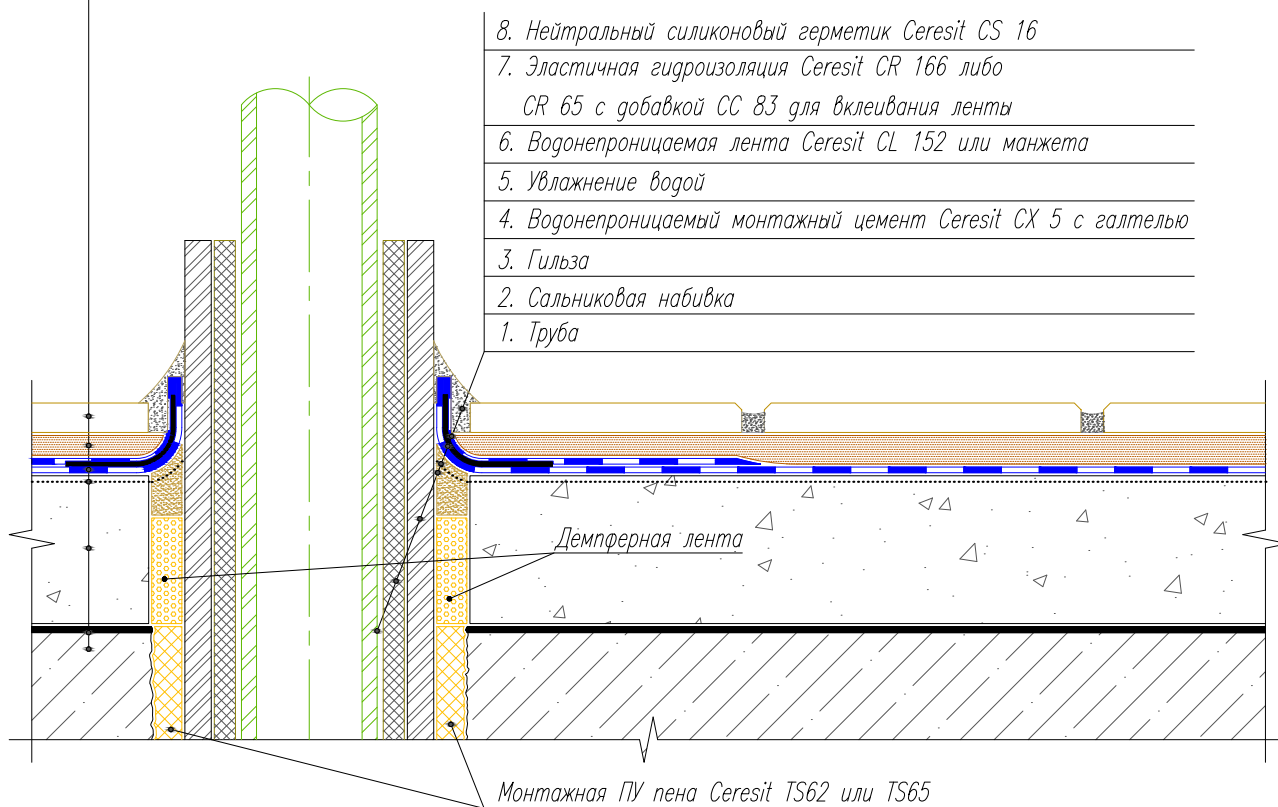 8. Нейтральный силиконовый герметик Ceresit CS 16
7. Эластичная гидроизоляция Ceresit CR 166 либо
CR 65 с добавкой СС 83 для вклеивания ленты
6. Водонепроницаемая лента Ceresit CL 152 или манжета
5. Увлажнение водой
4. Водонепроницаемый монтажный цемент Ceresit CX 5 с галтелью
3. Гильза
2. Сальниковая набивка
1. Труба
Демпферная лента
Монтажная ПУ пена Ceresit TS62 или TS65